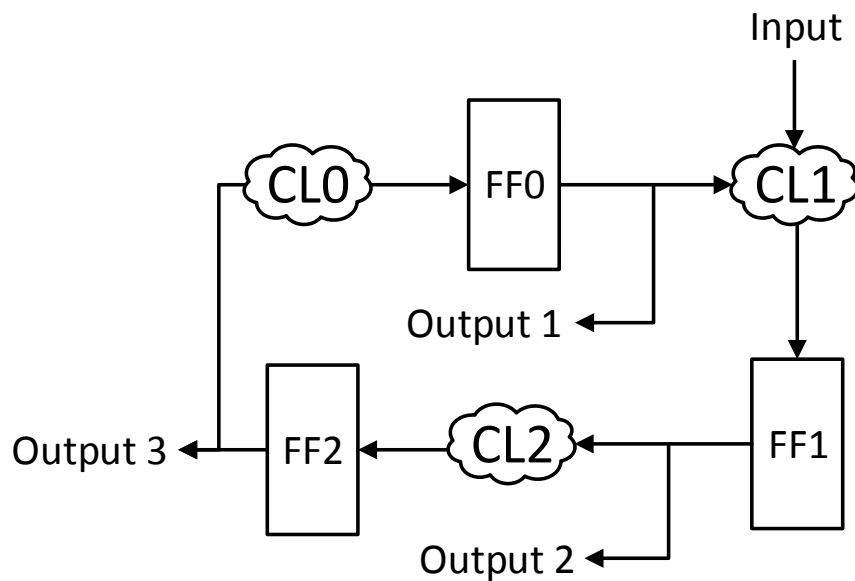 Input
CL0
FF0
CL1
Output 1
Output 3
FF2
CL2
FF1
Output 2